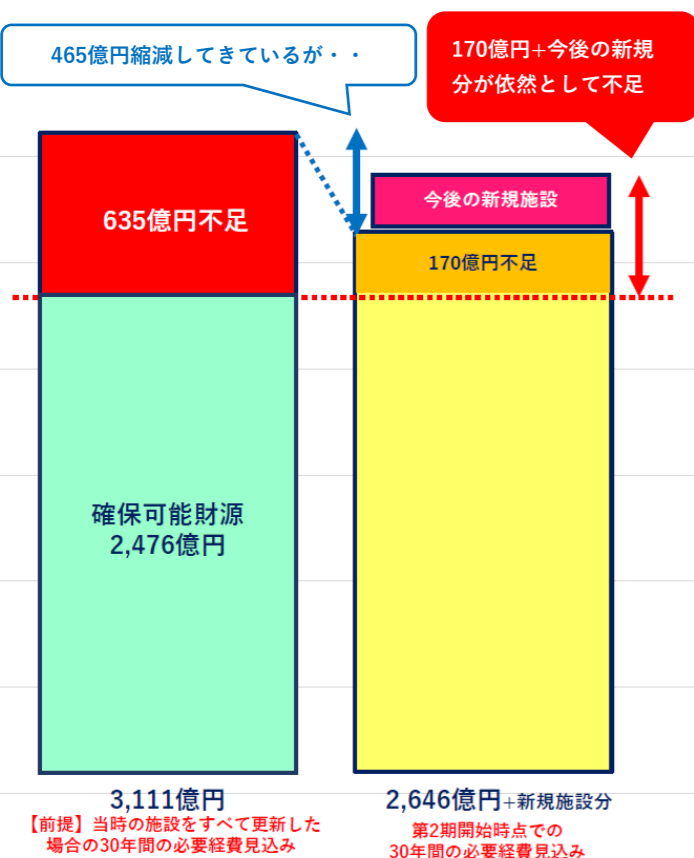 465億円縮減してきているが・・
170億円+今後の新規
分が依然として不足
635億円不足
今後の新規施設
170億円不足
確保可能財源
2,476億円
3,111億円
【前提】当時の施設をすべて更新した
場合の30年間の必要経費見込み
2,646億円+新規施設分
第2期開始時点での
30年間の必要経費見込み